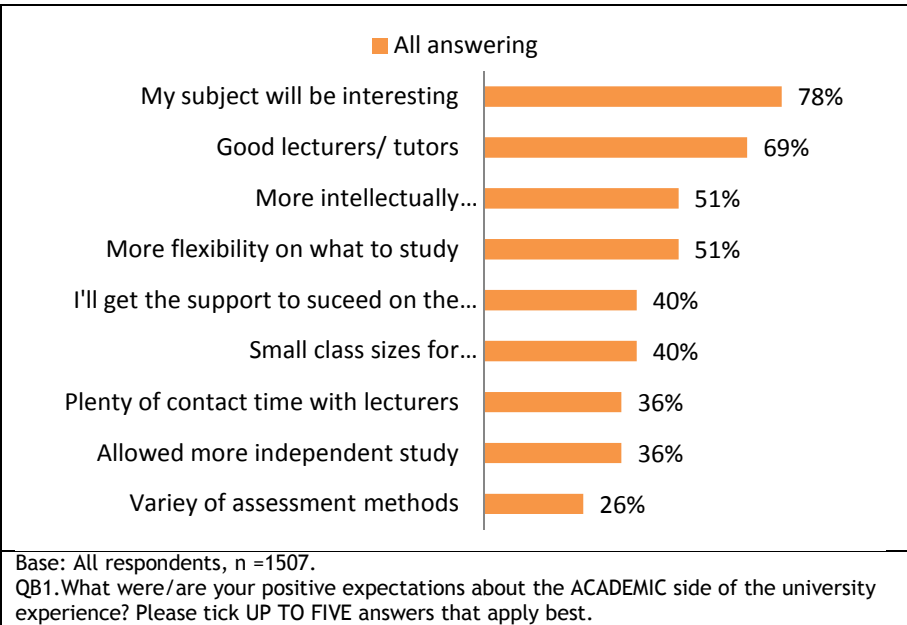 All answering
My subject will be interesting 78%
Good lecturers/ tutors 69%
More intellectually... 51%
More flexibility on what to study 51%
I'll get the support to suceed on the... 40%
Small class sizes for... 40%
Plenty of contact time with lecturers 36%
Allowed more independent study 36%
Variey of assessment methods 26%
Base: All respondents, n =1507.
QB1.What were/are your positive expectations about the ACADEMIC side of the university
experience? Please tick UP TO FIVE answers that apply best.